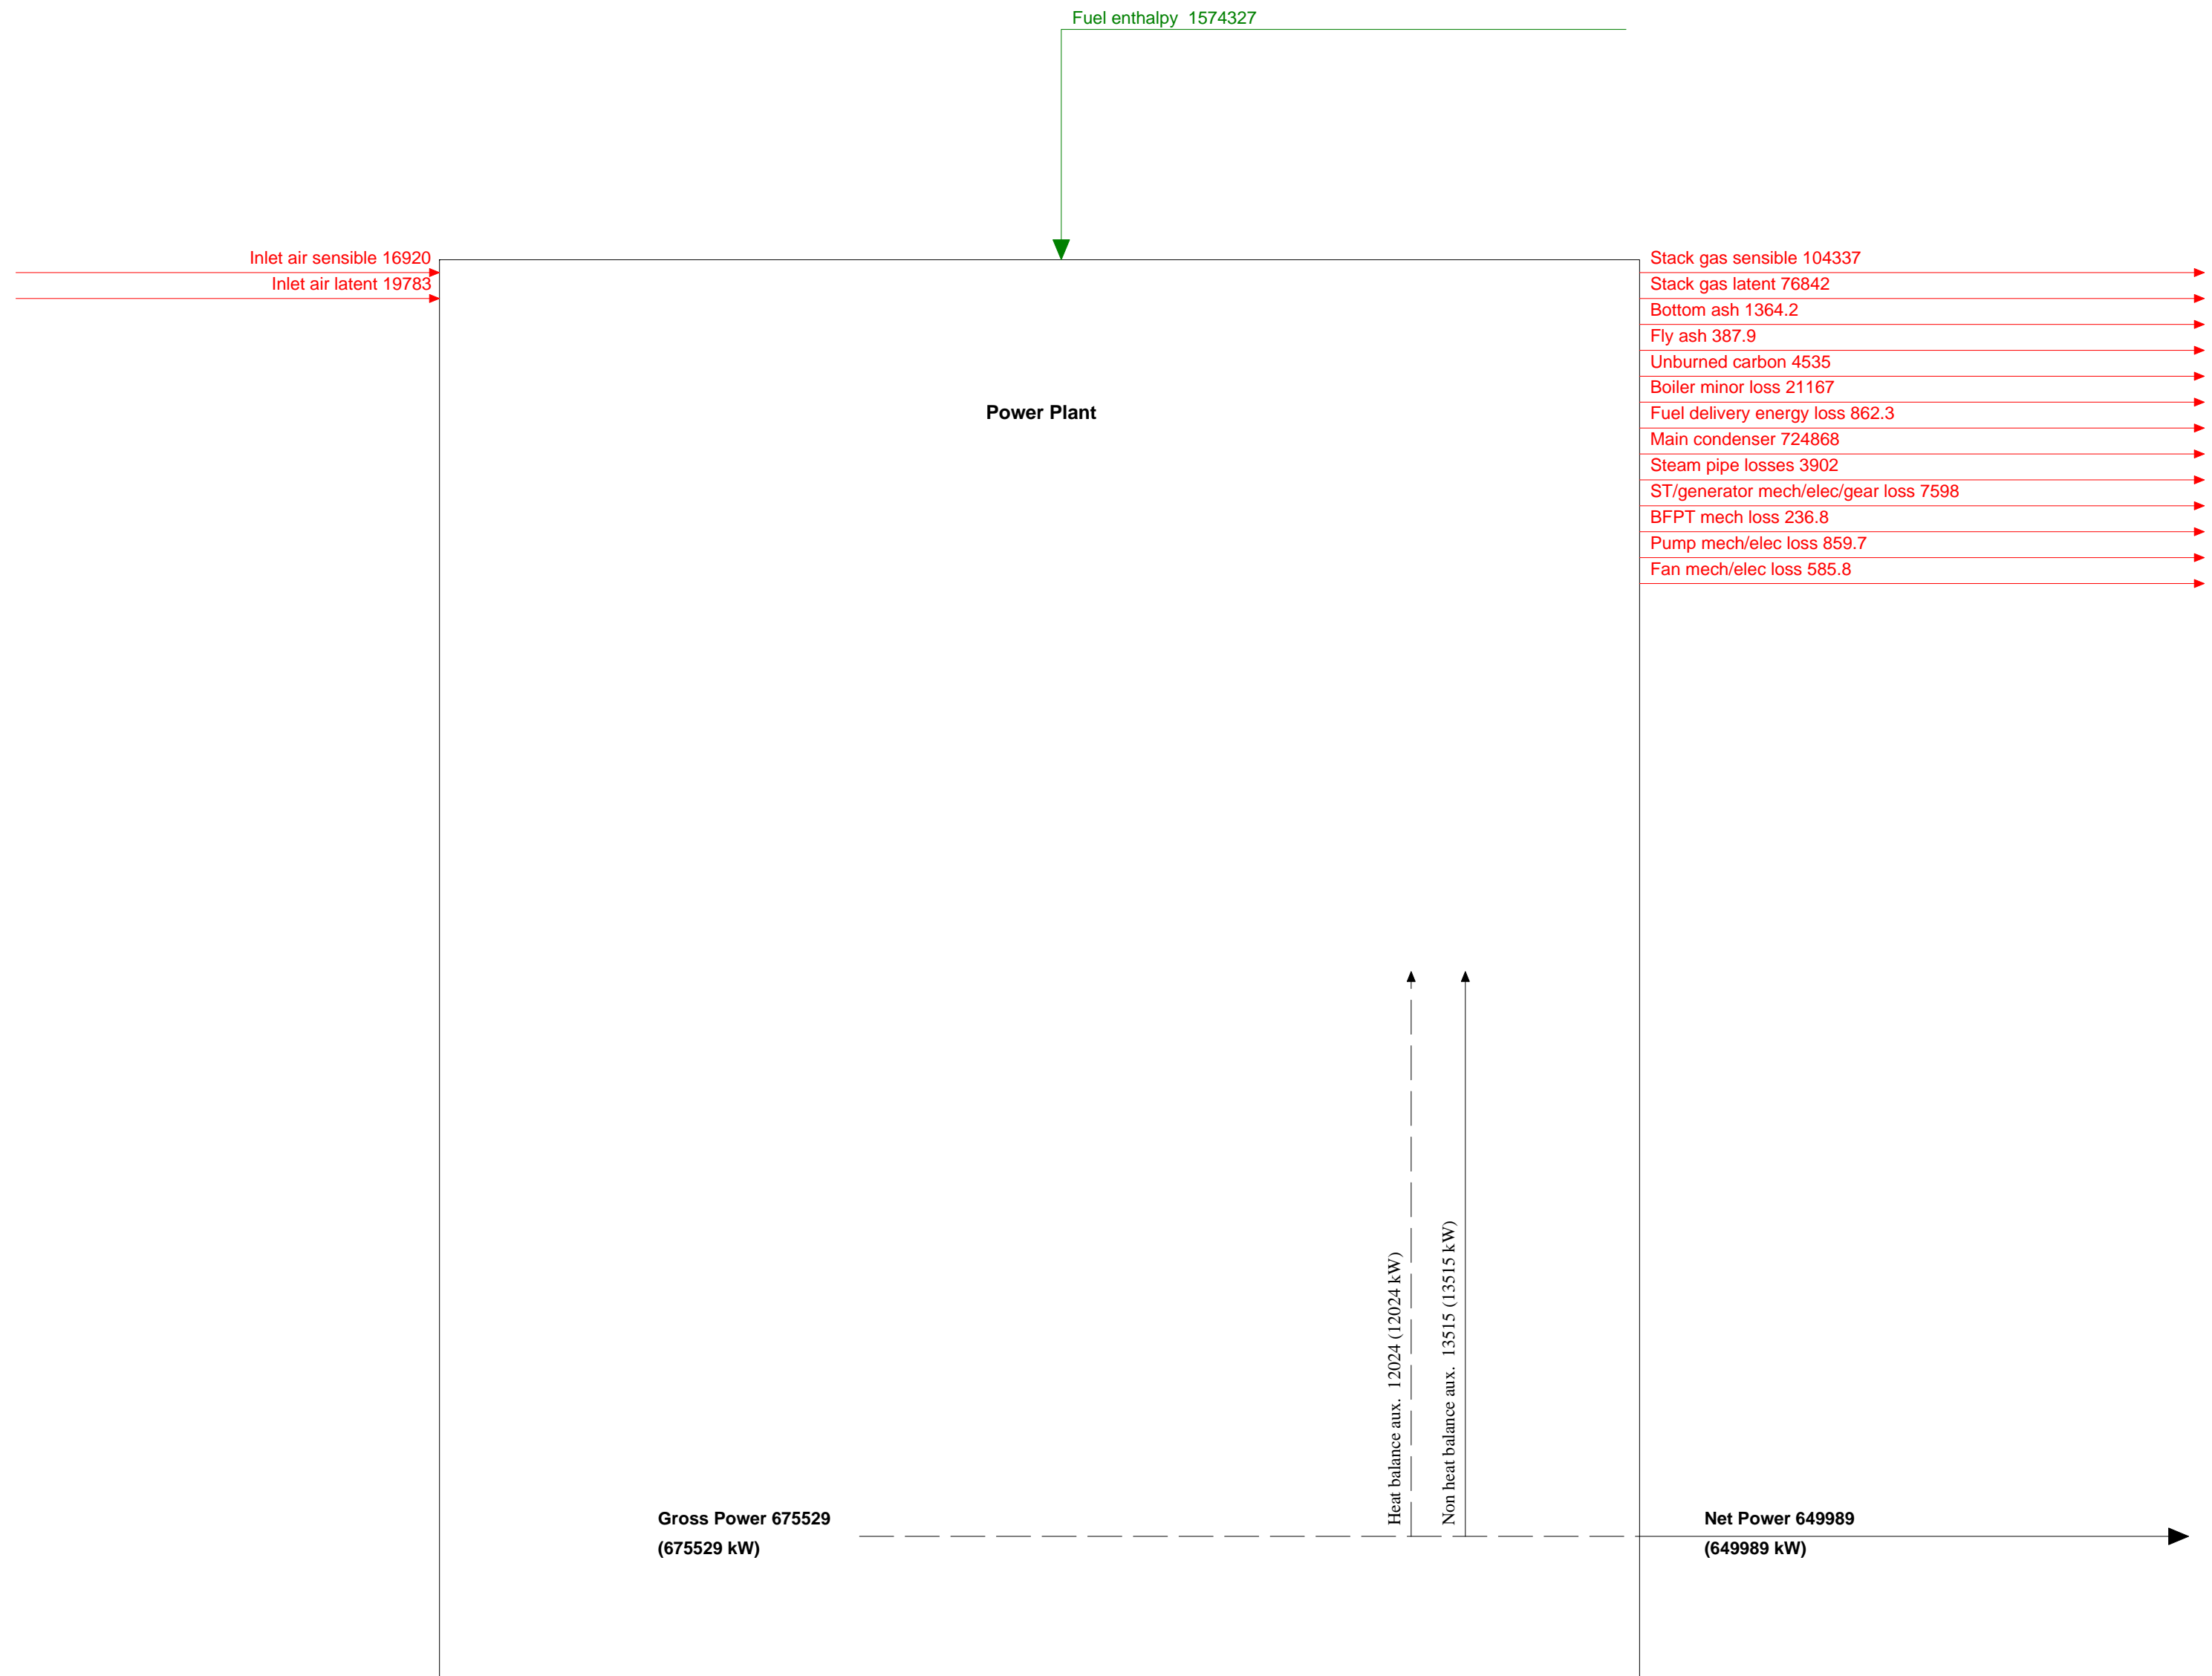 Fuel enthalpy  1574327
Inlet air sensible 16920
Inlet air latent 19783
Stack gas sensible 104337
Stack gas latent 76842
Bottom ash 1364.2
Fly ash 387.9
Unburned carbon 4535
Boiler minor loss 21167
Fuel delivery energy loss 862.3
Main condenser 724868
Steam pipe losses 3902
ST/generator mech/elec/gear loss 7598
BFPT mech loss 236.8
Pump mech/elec loss 859.7
Fan mech/elec loss 585.8
Power Plant
Heat balance aux.  12024 (12024 kW)
Non heat balance aux.  13515 (13515 kW)
Gross Power 675529
(675529 kW)
Net Power 649989
(649989 kW)